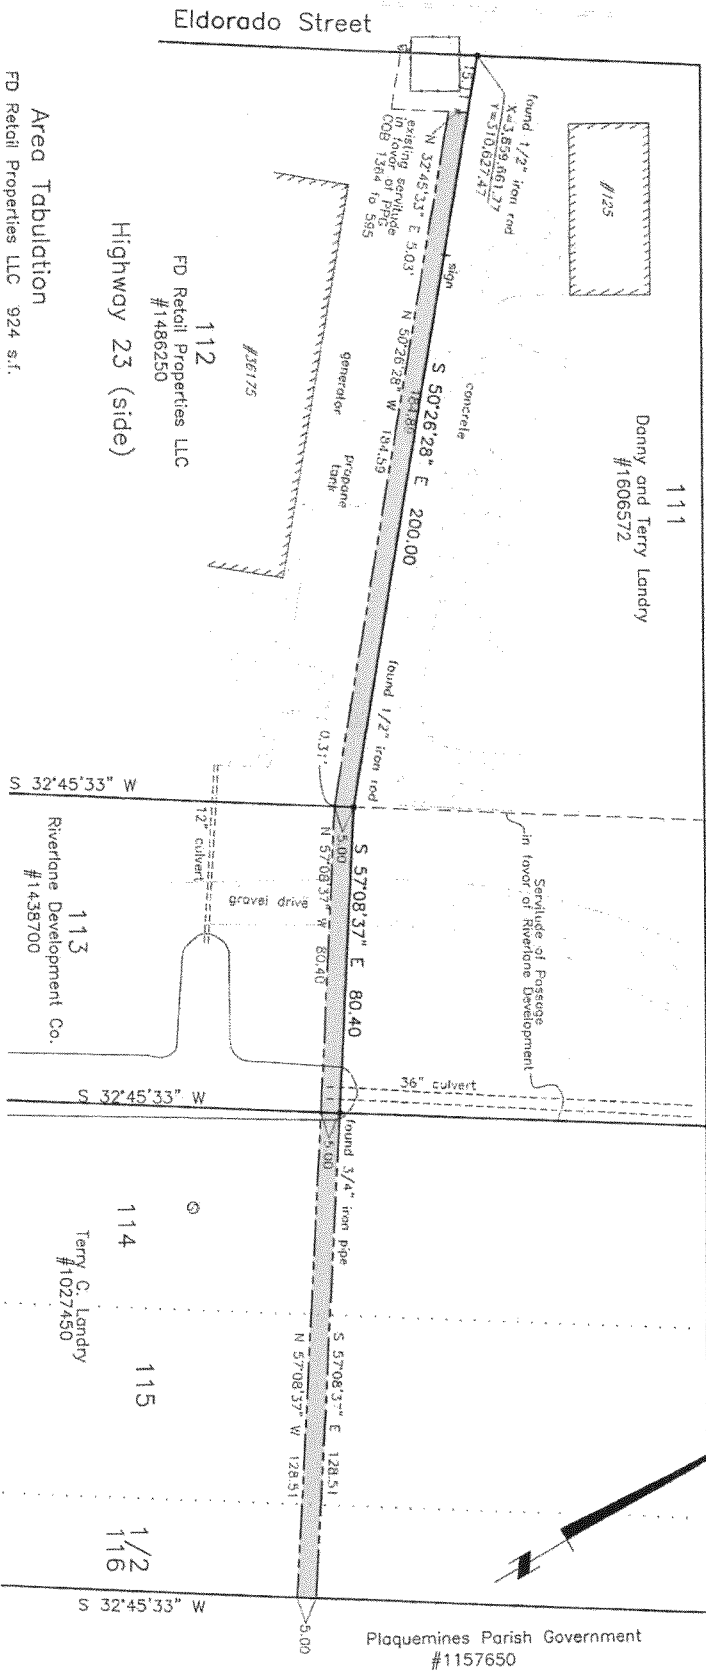 Eldorado Street
15.11
found 1/2" iron rod
X=3,859,661.77
Y=310,627.47
#125
existing servitude
in favor of PPG
COB 1364 fo 595
N 32°45'33" E 5.03'
sign
concrete
S 50°26'28" E 200.00
184.89
N 50°26'28" W 184.59
111
Danny and Terry Landry
#1606572
Area Tabulation
FD Retail Properties LLC 924 s.f.
Highway 23 (side)
112
FD Retail Properties LLC
#1486250
#36175
generator
propane
tank
found 1/2" iron rod
0.31'
S 32°45'33" W
12" culvert
5.00
S 57°08'37" E 80.40
N 57°08'37" W 80.40
gravel drive
113
Riverlane Development Co.
#1438700
Servitude of Passage
in favor of Riverlane Development
36" culvert
S 32°45'33" W
5.00
found 3/4" iron pipe
114
Terry C. Landry
#1027450
115
S 57°08'37" E 128.51
N 57°08'37" W 128.51
1/2
116
S 32°45'33" W
5.00
Plaquemines Parish Government
#1157650